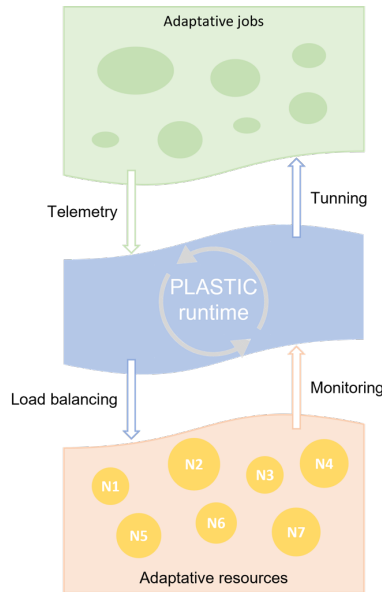 Adaptative jobs
Telemetry
Tunning
PLASTIC
runtime
Load balancing
Monitoring
N1
N2
N3
N4
N5
N6
N7
Adaptative resources